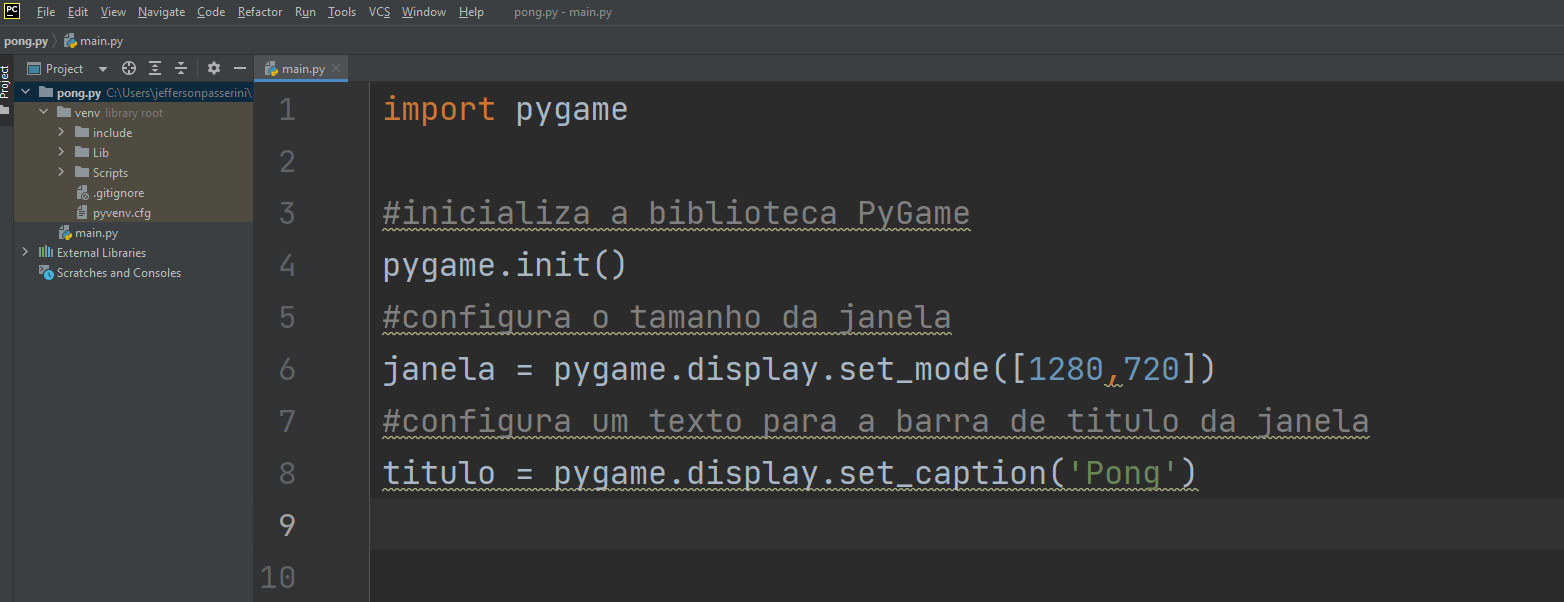 PC File Edit View Navigate Code Refactor Run Tools VCS Window Help pong.py - main.py
pong.py main.py
Project
Project main.py
pong.py C:\Users\jeffersonpasserini\
venv library root
include
Lib
Scripts
.gitignore
pyvenv.cfg
main.py
External Libraries
Scratches and Consoles
1 import pygame
2
3 #inicializa a biblioteca PyGame
4 pygame.init()
5 #configura o tamanho da janela
6 janela = pygame.display.set_mode([1280,720])
7 #configura um texto para a barra de titulo da janela
8 titulo = pygame.display.set_caption('Pong')
9
10